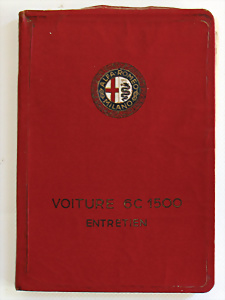 ALFA-ROMEO
MILANO
VOITURE 6C 1500
ENTRETIEN